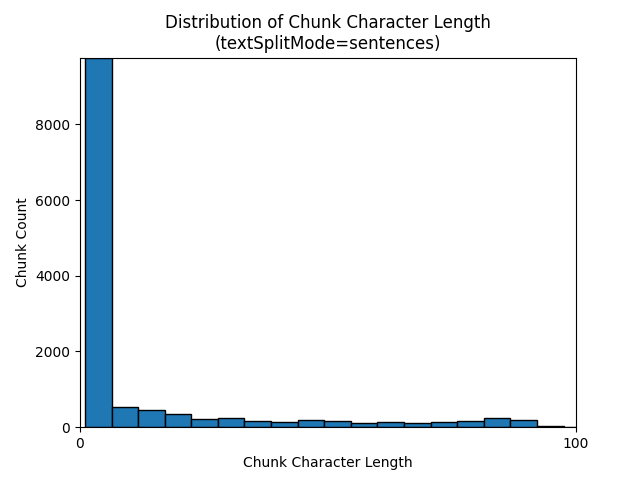 Distribution of Chunk Character Length
(textSplitMode=sentences)
8000
6000
4000
2000
0
Chunk Count
0
100
Chunk Character Length